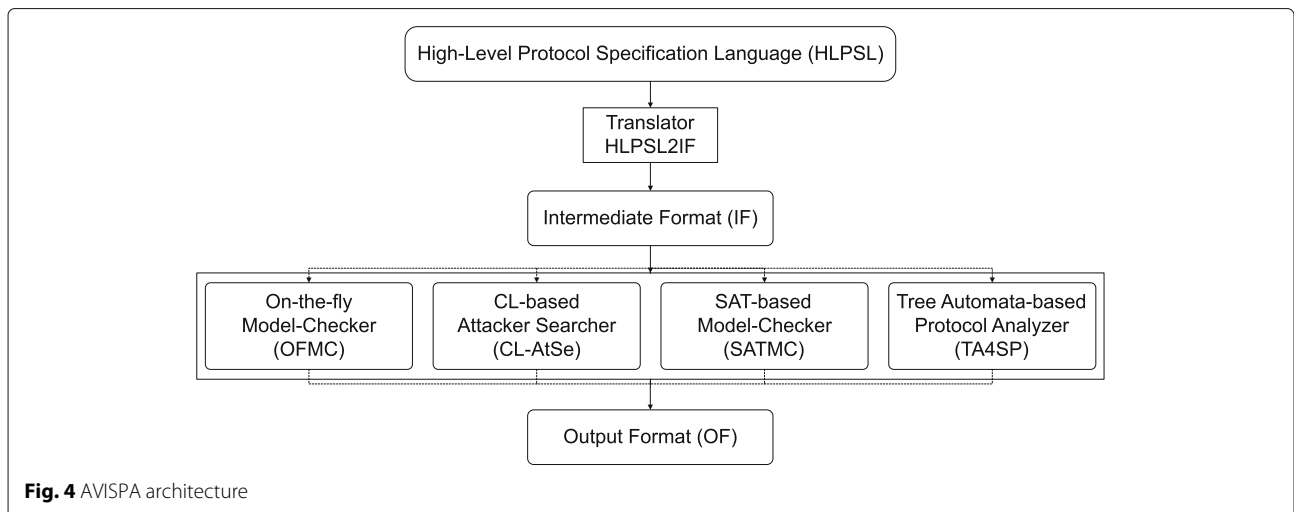 High-Level Protocol Specification Language (HLPSL)
Translator
HLPSL2IF
Intermediate Format (IF)
On-the-fly
Model-Checker
(OFMC)
CL-based
Attacker Searcher
(CL-AtSe)
SAT-based
Model-Checker
(SATMC)
Tree Automata-based
Protocol Analyzer
(TA4SP)
Output Format (OF)
Fig. 4 AVISPA architecture